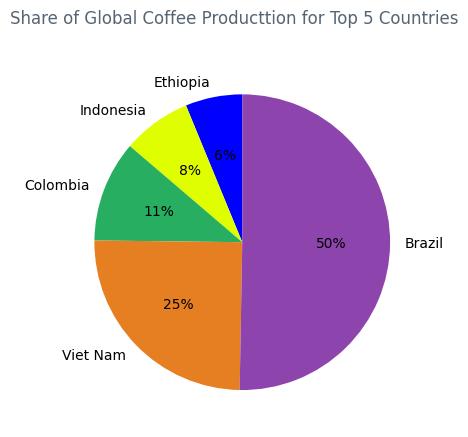 Share of Global Coffee Producttion for Top 5 Countries
Ethiopia
Indonesia
6%
8%
Colombia
11%
50%
Brazil
25%
Viet Nam